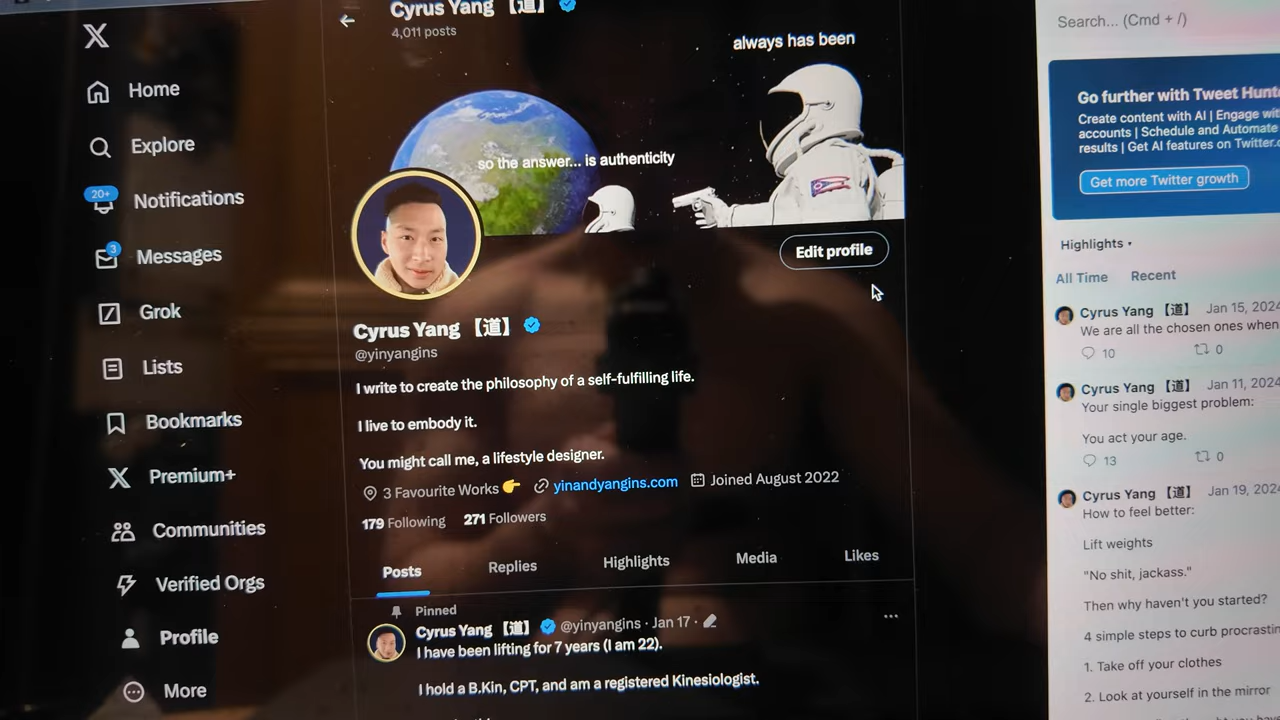 Home
Explore
20+
Notifications
3
Messages
Grok
Lists
Bookmarks
Premium+
Communities
Verified Orgs
Profile
More
Cyrus Yang 【道】
4,011 posts
always has been
so the answer... is authenticity
Edit profile
Cyrus Yang 【道】
@yinyangins
I write to create the philosophy of a self-fulfilling life.
I live to embody it.
You might call me, a lifestyle designer.
3 Favourite Works 👉 yinandyangins.com Joined August 2022
179 Following 271 Followers
Posts Replies Highlights Media Likes
Pinned
Cyrus Yang 【道】 @yinyangins · Jan 17 ·
I have been lifting for 7 years (I am 22).
I hold a B.Kin, CPT, and am a registered Kinesiologist.
Search... (Cmd + /)
Go further with Tweet
Create content with AI | Engage
accounts | Schedule and Automate
results | Get AI features on Twitter.
Get more Twitter growth
Highlights
All Time Recent
Cyrus Yang 【道】 Jan 15, 2024
We are all the chosen ones when
10 0
Cyrus Yang 【道】 Jan 11, 2024
Your single biggest problem:
You act your age.
13 0
Cyrus Yang 【道】 Jan 19, 2024
How to feel better:
Lift weights
"No shit, jackass."
Then why haven't you started?
4 simple steps to curb
1. Take off your clothes
2. Look at yourself in the mirror